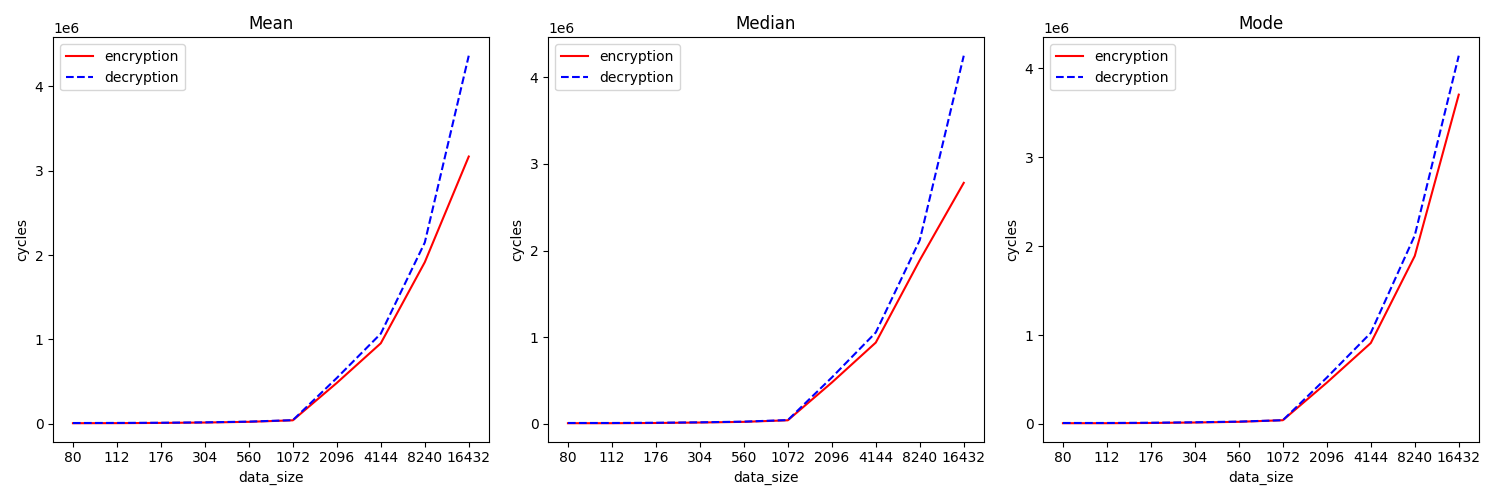 Mean
1e6
encryption
decryption
4
3
2
1
0
cycles
80 112 176 304 560 1072 2096 4144 8240 16432
data_size
Median
1e6
encryption
decryption
4
3
2
1
0
cycles
80 112 176 304 560 1072 2096 4144 8240 16432
data_size
Mode
1e6
encryption
decryption
4
3
2
1
0
cycles
80 112 176 304 560 1072 2096 4144 8240 16432
data_size